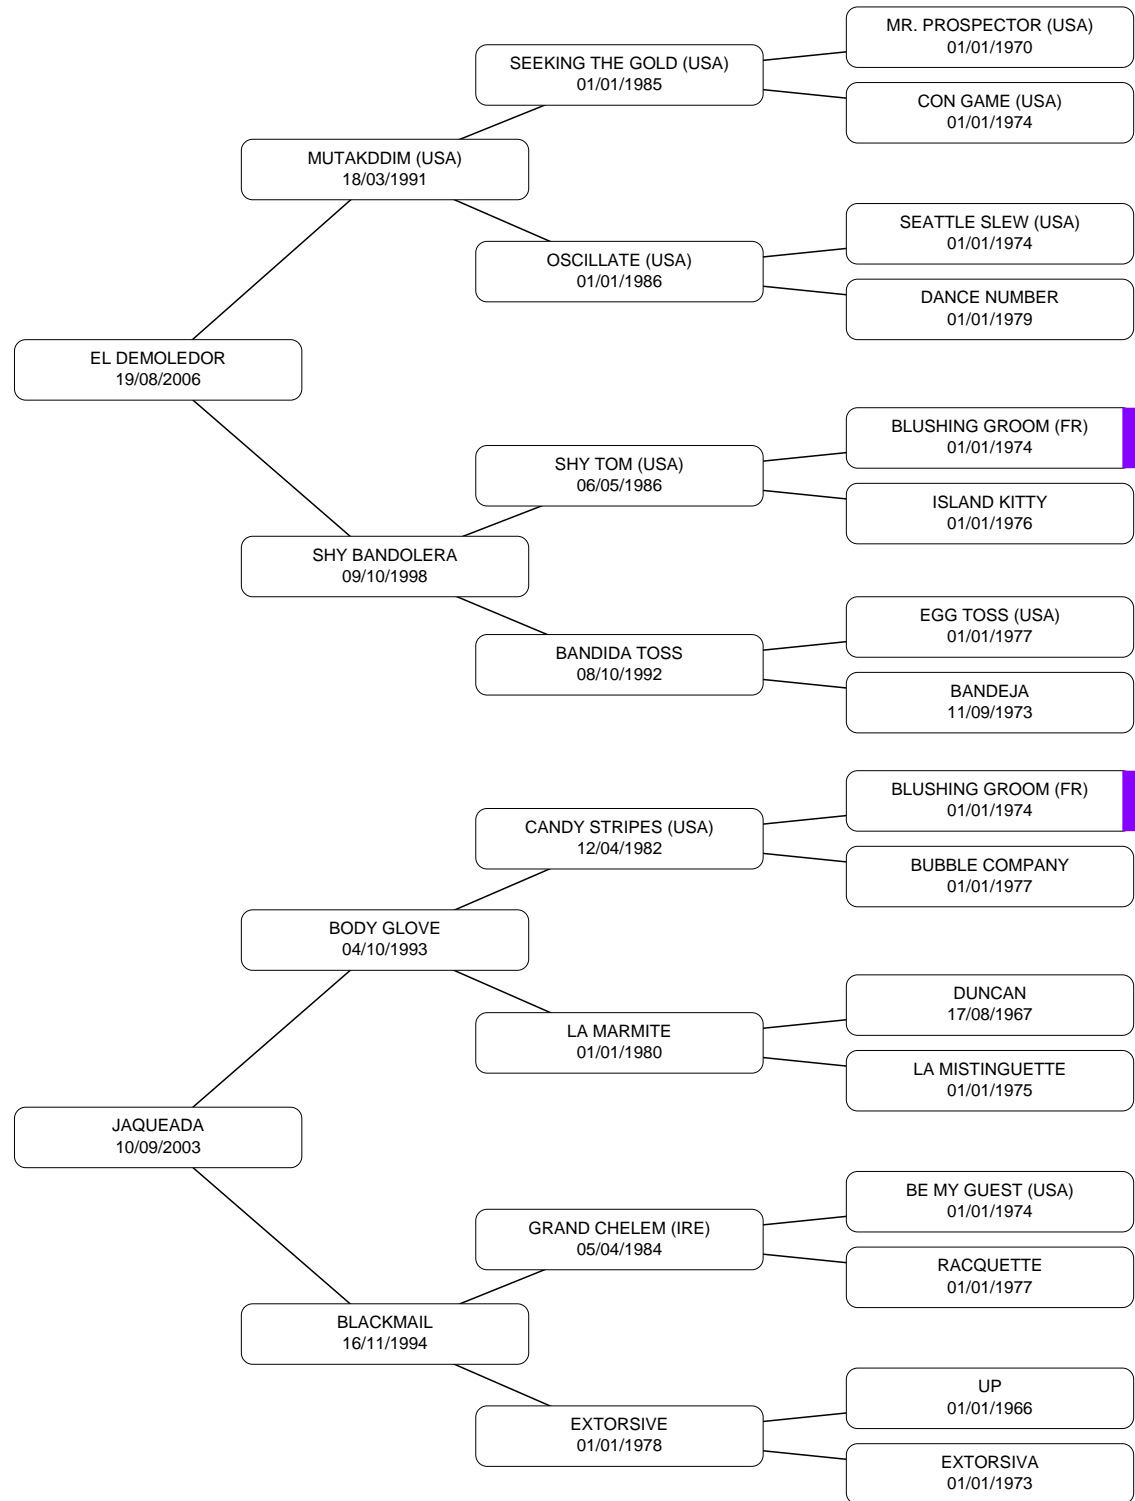 MR. PROSPECTOR (USA)
01/01/1970
SEEKING THE GOLD (USA)
01/01/1985
CON GAME (USA)
01/01/1974
MUTAKDDIM (USA)
18/03/1991
SEATTLE SLEW (USA)
01/01/1974
OSCILLATE (USA)
01/01/1986
DANCE NUMBER
01/01/1979
EL DEMOLEDOR
19/08/2006
BLUSHING GROOM (FR)
01/01/1974
SHY TOM (USA)
06/05/1986
ISLAND KITTY
01/01/1976
SHY BANDOLERA
09/10/1998
EGG TOSS (USA)
01/01/1977
BANDIDA TOSS
08/10/1992
BANDEJA
11/09/1973
BLUSHING GROOM (FR)
01/01/1974
CANDY STRIPES (USA)
12/04/1982
BUBBLE COMPANY
01/01/1977
BODY GLOVE
04/10/1993
DUNCAN
17/08/1967
LA MARMITE
01/01/1980
LA MISTINGUETTE
01/01/1975
JAQUEADA
10/09/2003
BE MY GUEST (USA)
01/01/1974
GRAND CHELEM (IRE)
05/04/1984
RACQUETTE
01/01/1977
BLACKMAIL
16/11/1994
UP
01/01/1966
EXTORSIVE
01/01/1978
EXTORSIVA
01/01/1973